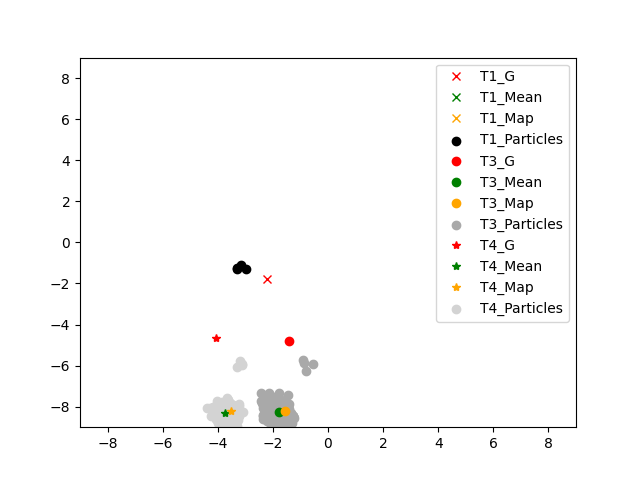 8
6
4
2
0
−2
−4
−6
−8
−8
−6
−4
−2
0
2
4
6
8
T1_G
T1_Mean
T1_Map
T1_Particles
T3_G
T3_Mean
T3_Map
T3_Particles
T4_G
T4_Mean
T4_Map
T4_Particles